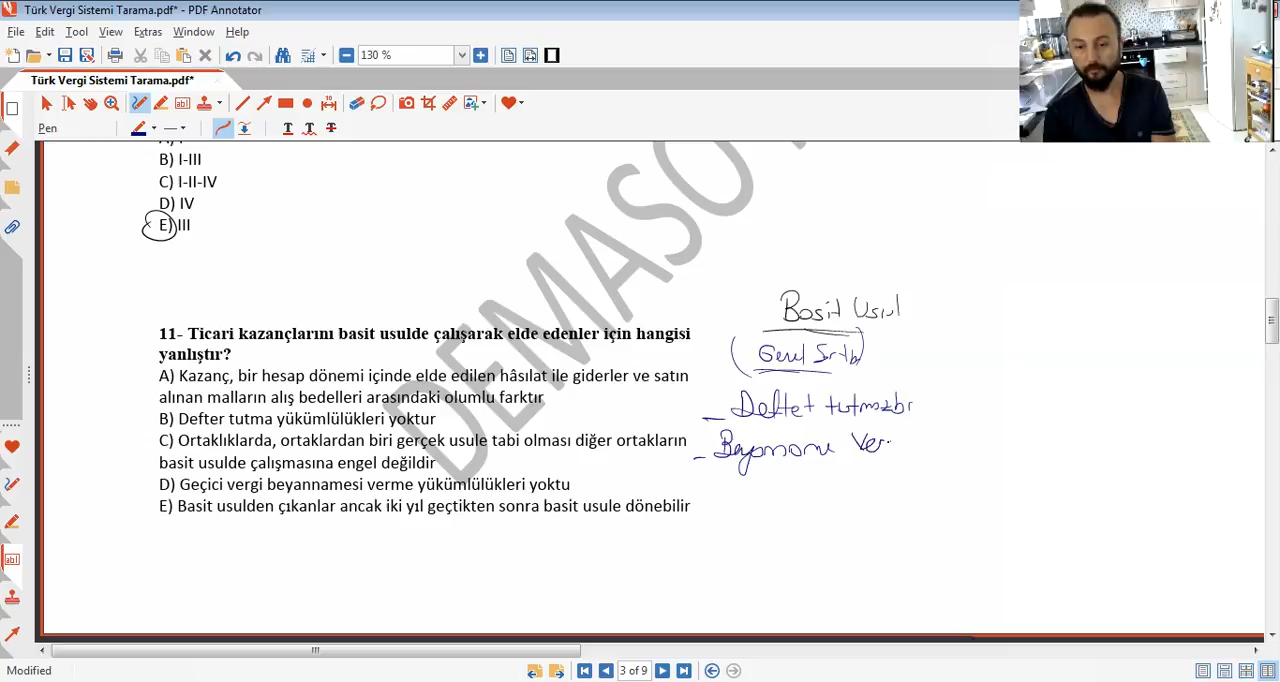 Türk Vergi Sistemi Tarama.pdf* - PDF Annotator
File Edit Tool View Extras Window Help
130 %
Türk Vergi Sistemi Tarama.pdf*
Pen
B) I-III
C) I-II-IV
D) IV
E) III
DEMASO
Basit Usul
11- Ticari kazançlarını basit usulde çalışarak elde edenler için hangisi
yanlıştır?
Genel
A) Kazanç, bir hesap dönemi içinde elde edilen hâsılat ile giderler ve satın
alınan malların alış bedelleri arasındaki olumlu farktır
- Defter tutmazlar
B) Defter tutma yükümlülükleri yoktur
C) Ortaklıklarda, ortaklardan biri gerçek usule tabi olması diğer ortakların
basit usulde çalışmasına engel değildir
- Beyanname Ver
D) Geçici vergi beyannamesi verme yükümlülükleri yoktu
E) Basit usulden çıkanlar ancak iki yıl geçtikten sonra basit usule dönebilir
Modified
3 of 9